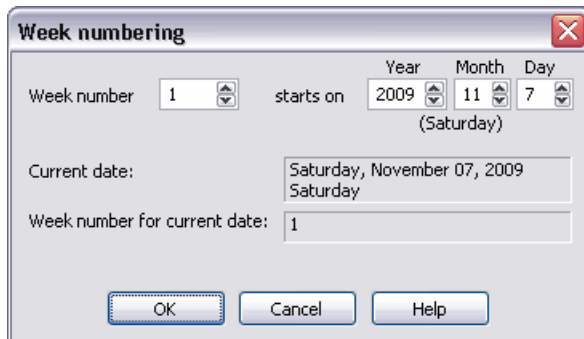 Week numbering
Year Month Day
Week number 1 starts on 2009 11 7
(Saturday)
Current date: Saturday, November 07, 2009
Saturday
Week number for current date: 1
OK Cancel Help